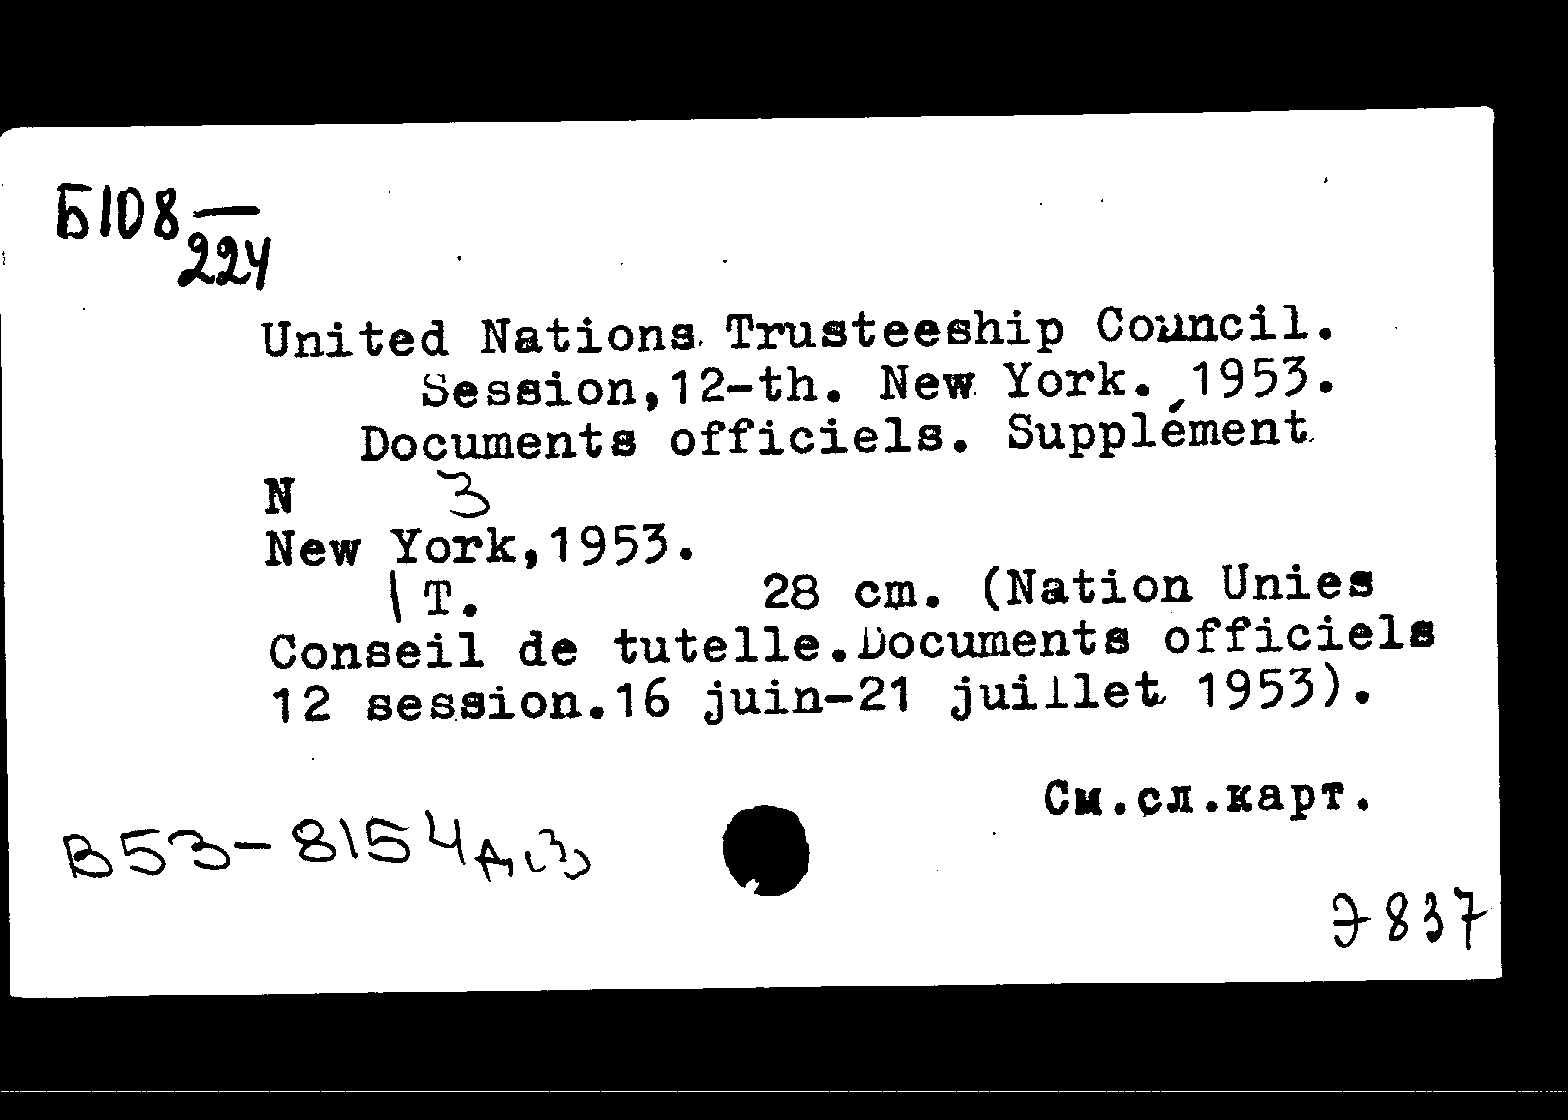 Б108—
224
United Nations. Trusteeship Council.
Session,12-th. New York. 1953.
Documents officiels. Supplément
N 3
New York,1953.
1 т. 28 cm. (Nation Unies
Conseil de tutelle.Documents officiels
12 session.16 juin-21 juillet 1953).
См.сл.карт.
В53-8154
Э837